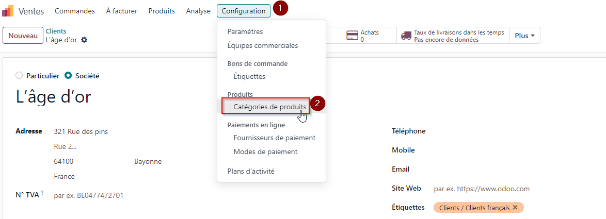 Ventes Commandes À facturer Produits Analyse Configuration 1
Nouveau
Clients
L'âge d'or
Achats
0
Taux de livraisons dans les temps
Pas encore de données
Plus
Paramètres
Équipes commerciales
Bons de commande
Étiquettes
Produits
Catégories de produits 2
Paiements en ligne
Fournisseurs de paiement
Modes de paiement
Plans d'activité
Particulier Société
L'âge d'or
Adresse 321 Rue des pins
Rue 2...
64100 Bayonne
France
N° TVA ? par ex. BE0477472701
Téléphone
Mobile
Email
Site Web par ex. https://www.odoo.com
Étiquettes Clients / Clients français ×